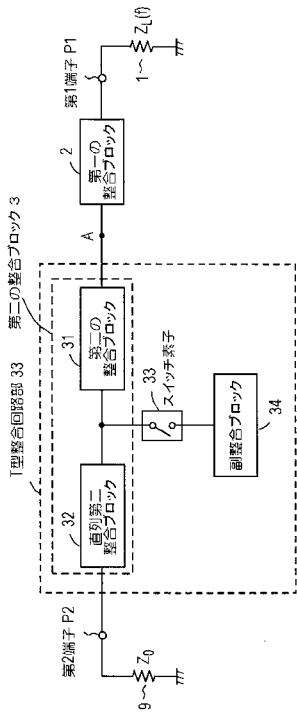 第1端子 P1
Z_L(f)
1
2
第一の
整合ブロック
A
第二の整合ブロック 3
T型整合回路部 33
31
第二の
整合ブロック
33
スイッチ素子
副整合ブロック
34
32
直列第二
整合ブロック
第2端子 P2
Z_0
9